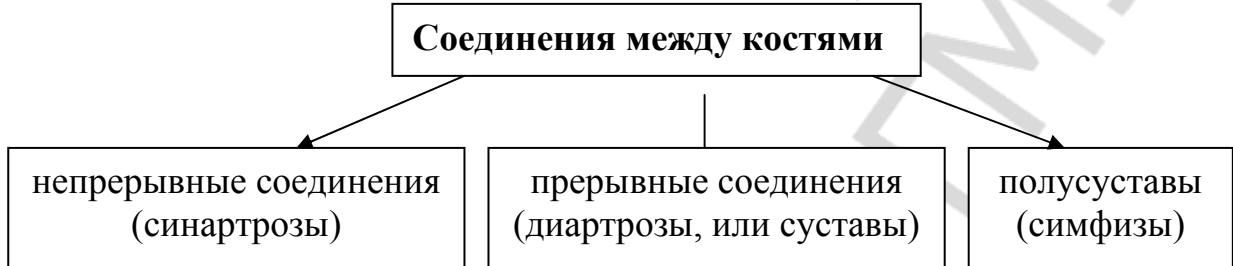 Соединения между костями
непрерывные соединения
(синартрозы)
прерывные соединения
(диартрозы, или суставы)
полусуставы
(симфизы)